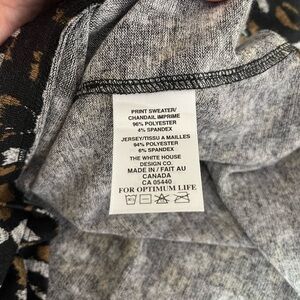 PRINT SWEATER/
CHANDAIL IMPRIME
96% POLYESTER
4% SPANDEX
JERSEY/TISSU A MAILLES
94% POLYESTER
6% SPANDEX
THE WHITE HOUSE
DESIGN CO.
MADE IN / FAIT AU
CANADA
CA 05440
FOR OPTIMUM LIFE